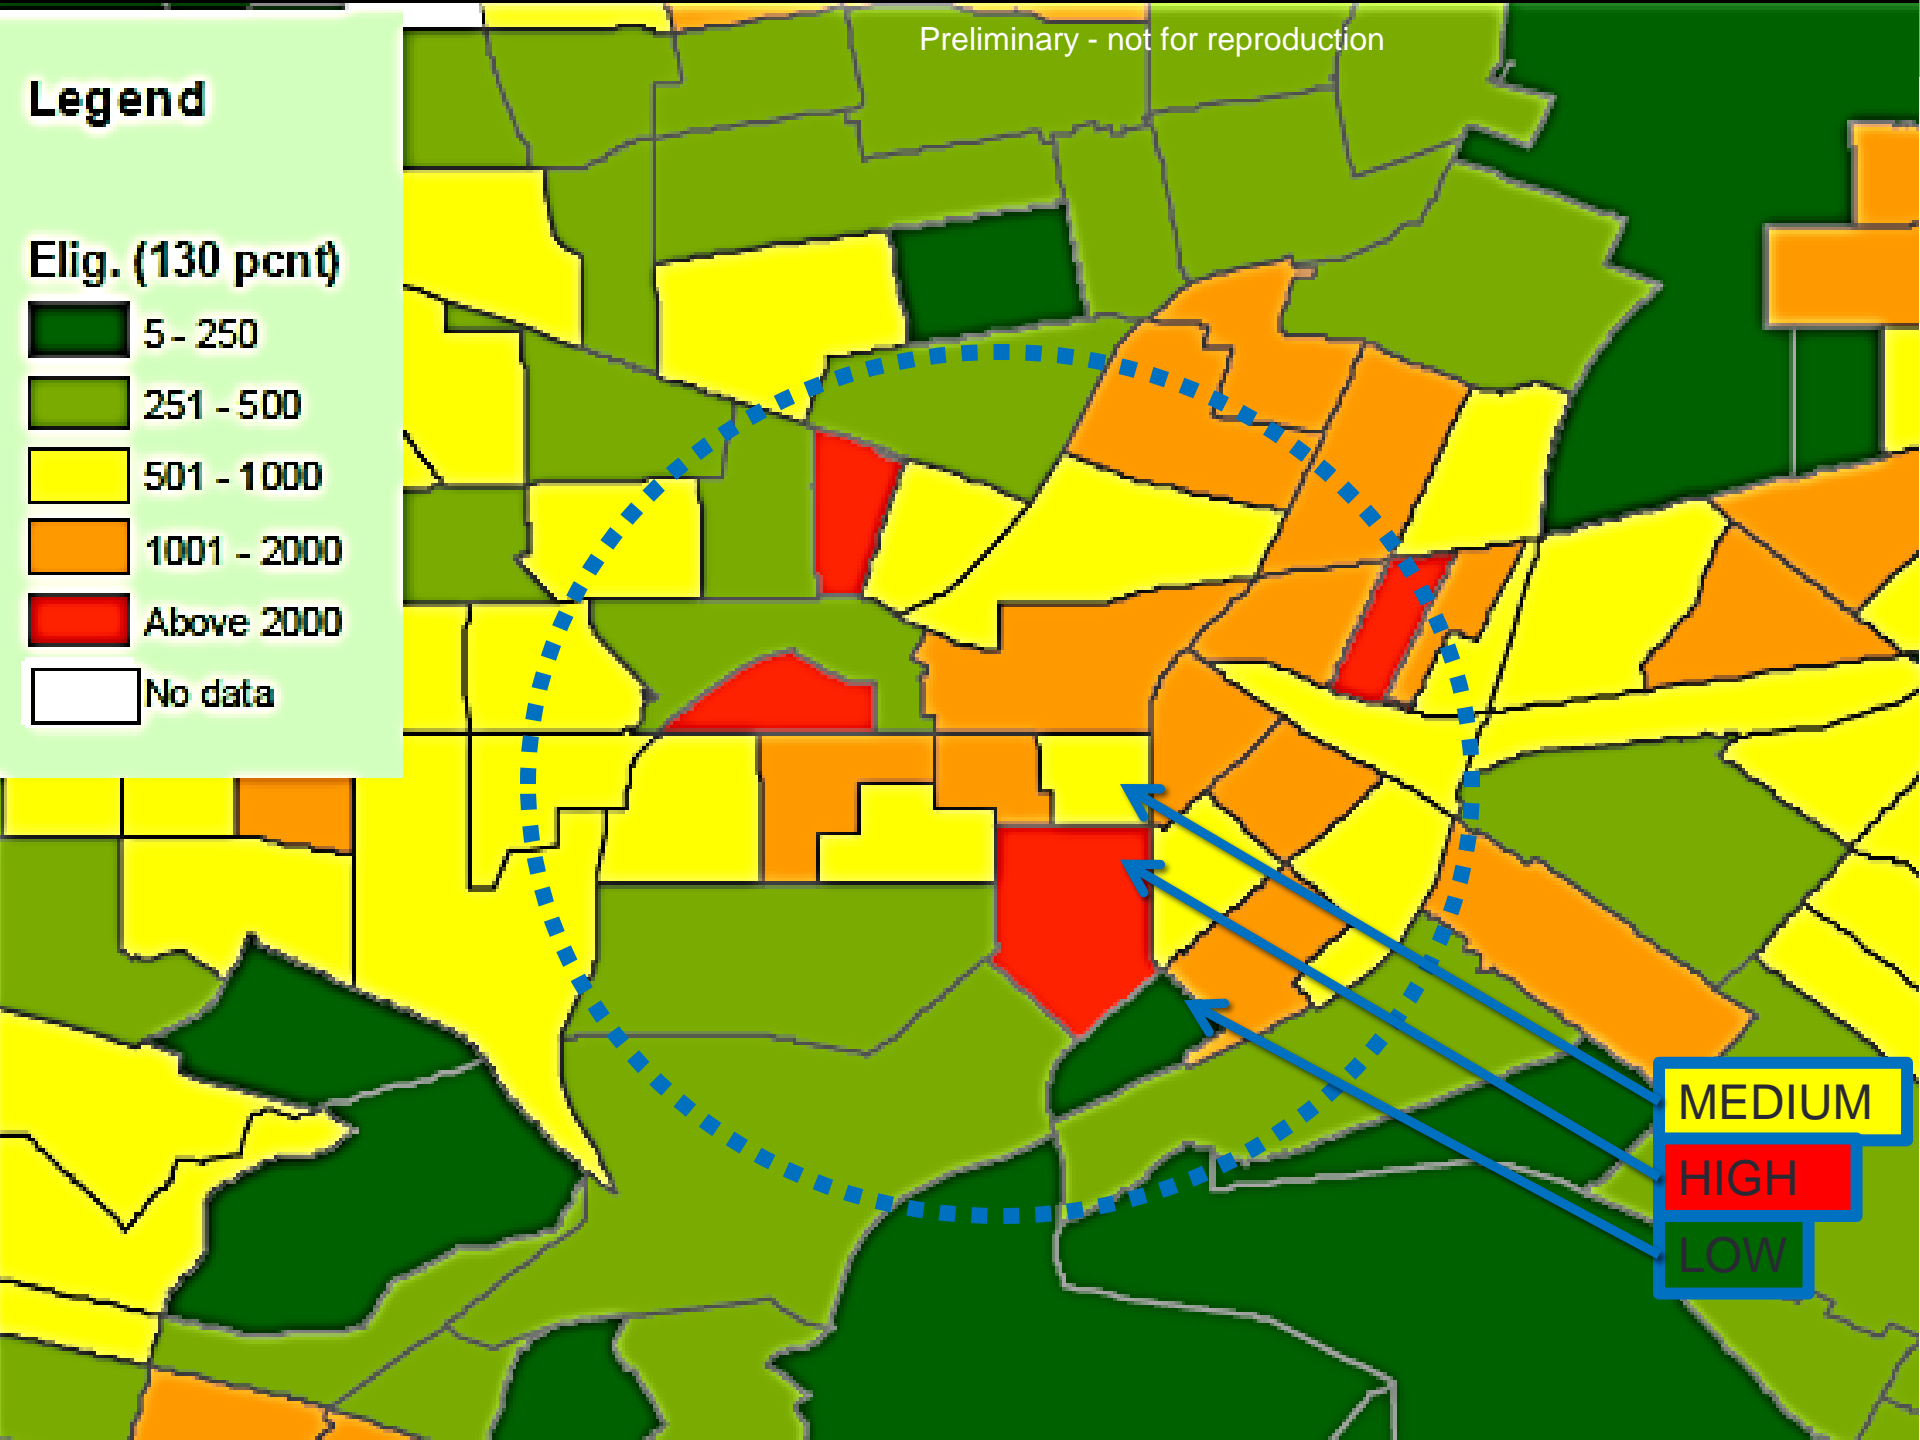 Preliminary - not for reproduction
Legend
Elig. (130 pcnt)
5 - 250
251 - 500
501 - 1000
1001 - 2000
Above 2000
No data
MEDIUM
HIGH
LOW